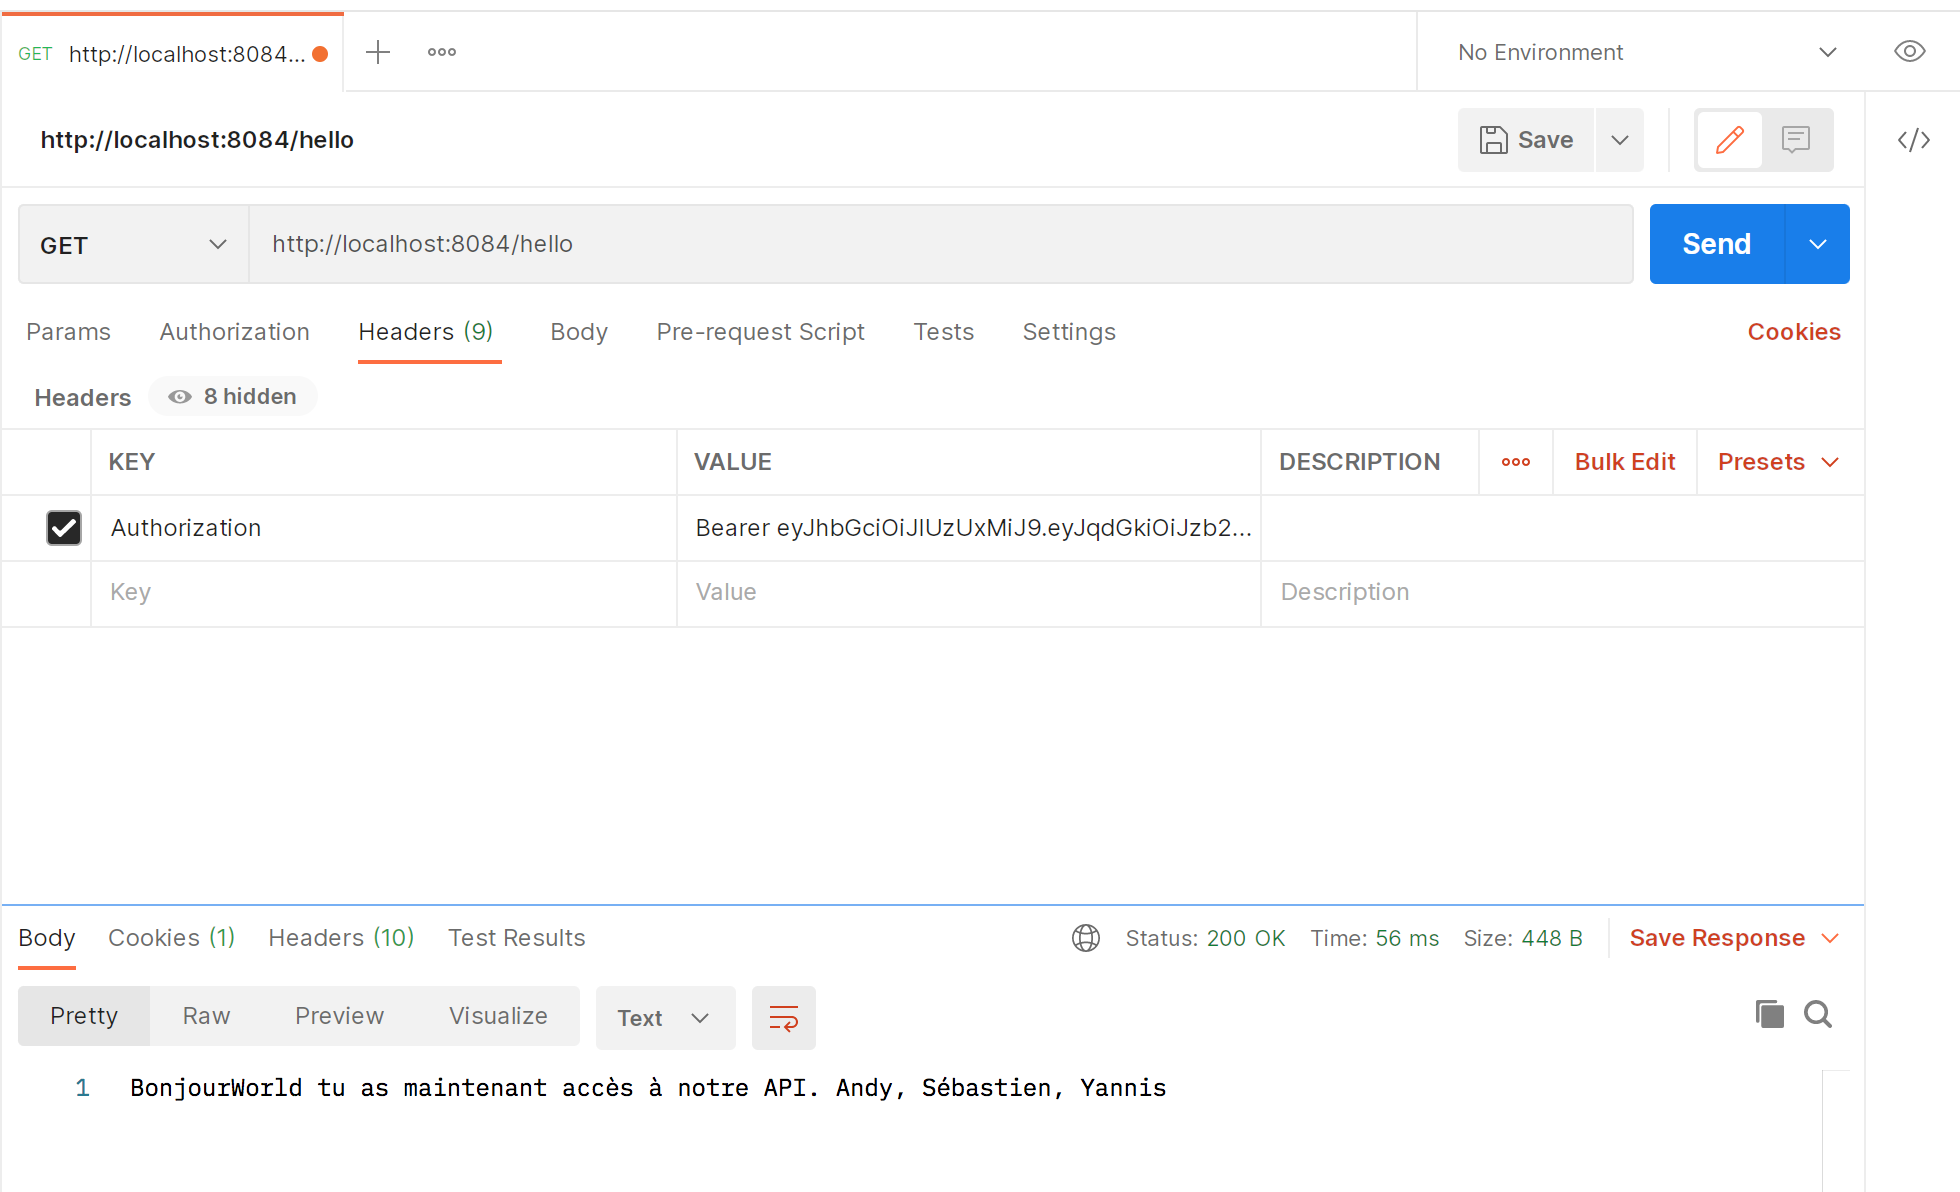 GET http://localhost:8084...
No Environment
http://localhost:8084/hello
Save
GET http://localhost:8084/hello Send
Params Authorization Headers (9) Body Pre-request Script Tests Settings Cookies
Headers 8 hidden
KEY VALUE DESCRIPTION Bulk Edit Presets
Authorization Bearer eyJhbGciOiJIUzUxMiJ9.eyJqdGkiOiJzb2...
Key Value Description
Body Cookies (1) Headers (10) Test Results Status: 200 OK Time: 56 ms Size: 448 B Save Response
Pretty Raw Preview Visualize Text
1 BonjourWorld tu as maintenant accès à notre API. Andy, Sébastien, Yannis